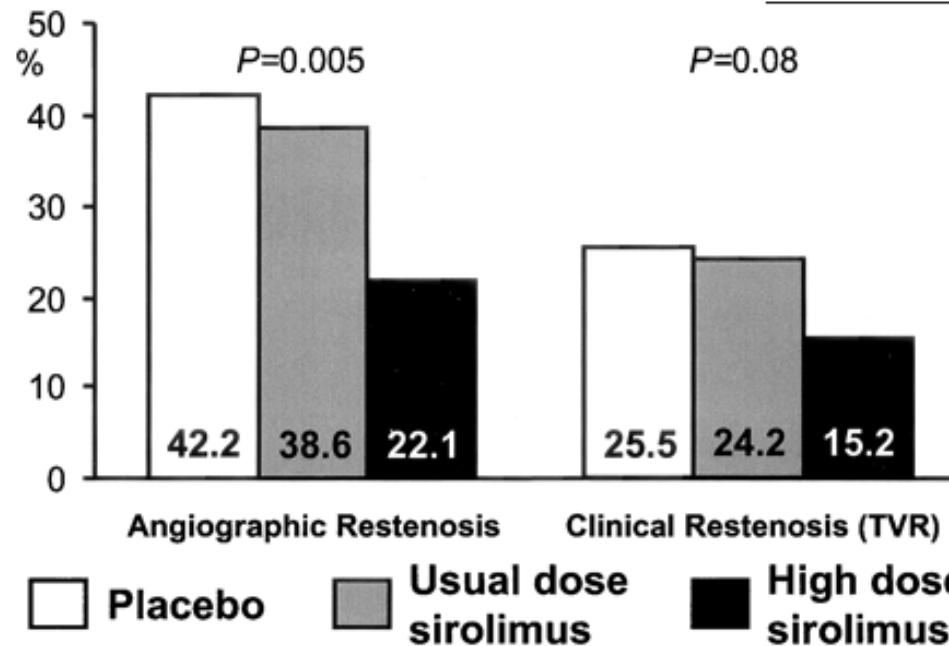 50
%
P=0.005
P=0.08
40
30
20
10
0
42.2
38.6
22.1
25.5
24.2
15.2
Angiographic Restenosis
Clinical Restenosis (TVR)
Placebo
Usual dose
sirolimus
High dose
sirolimus